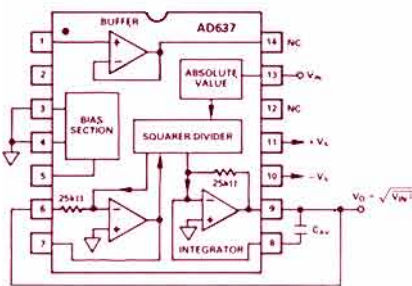 BUFFER
AD637
1
14
NC
2
ABSOLUTE
VALUE
13
VIN
3
BIAS
SECTION
12
NC
4
SQUARER DIVIDER
11
+VS
5
25kΩ
10
-VS
6
25kΩ
9
VO = √VIN²
7
INTEGRATOR
8
CAV